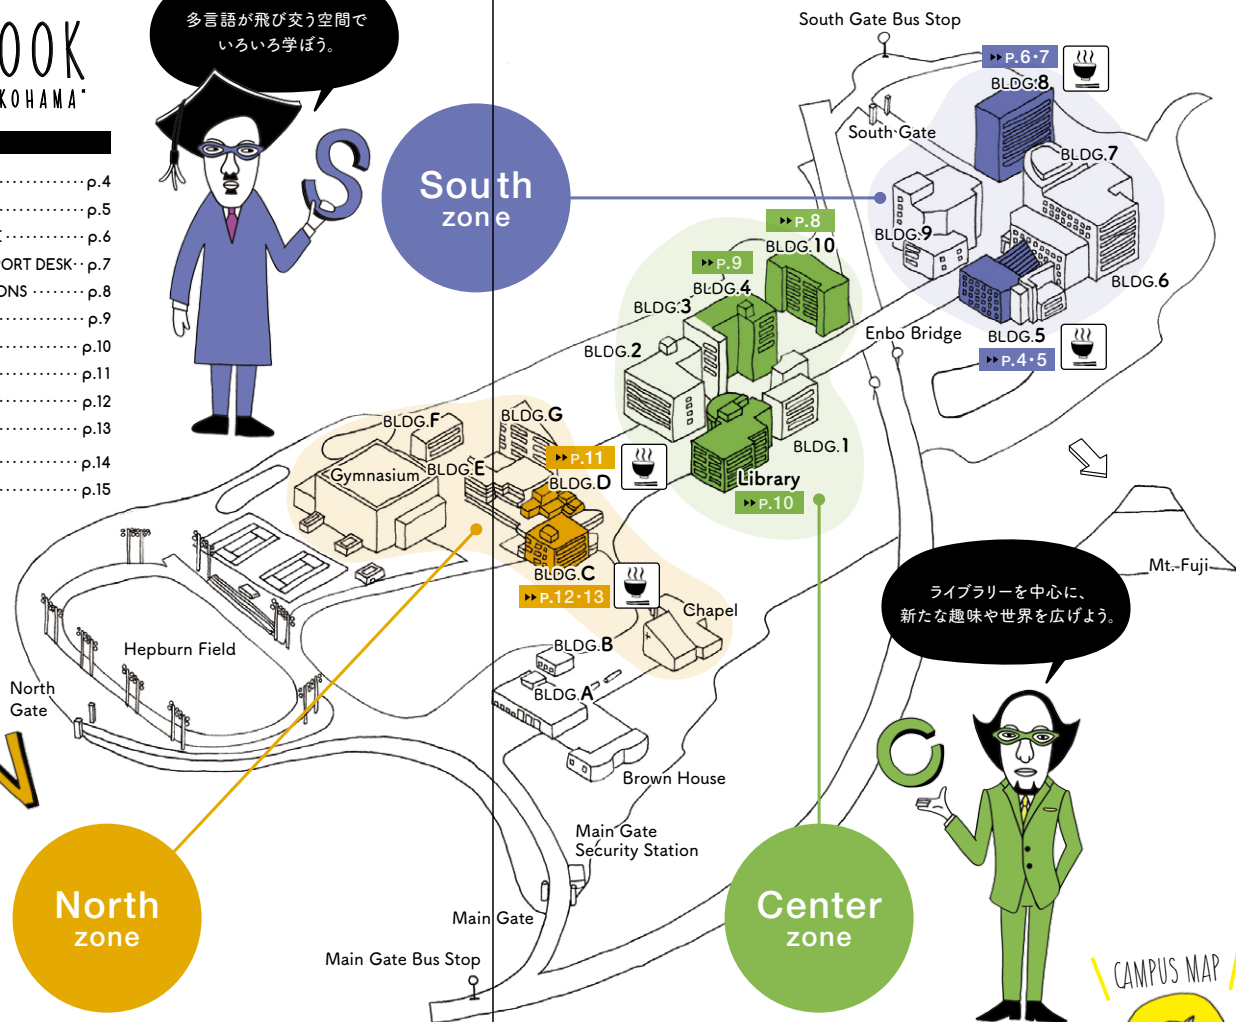 OOK
KOHAMA
p.4
p.5
p.6
PORT DESK p.7
ONS p.8
p.9
p.10
p.11
p.12
p.13
p.14
p.15
多言語が飛び交う空間で
いろいろ学ぼう。
S
South
zone
South Gate Bus Stop
P.6・7
BLDG.8
South Gate
BLDG.7
BLDG.9
BLDG.6
BLDG.5
P.4・5
Enbo Bridge
P.8
BLDG.10
P.9
BLDG.4
BLDG.3
BLDG.2
BLDG.1
Library
P.10
BLDG.F
BLDG.G
Gymnasium
BLDG.E
P.11
BLDG.D
BLDG.C
P.12・13
Chapel
BLDG.B
BLDG.A
Brown House
Hepburn Field
North
Gate
Main Gate
Security Station
Main Gate
Main Gate Bus Stop
North
zone
Center
zone
Mt. Fuji
ライブラリーを中心に、
新たな趣味や世界を広げよう。
C
CAMPUS MAP